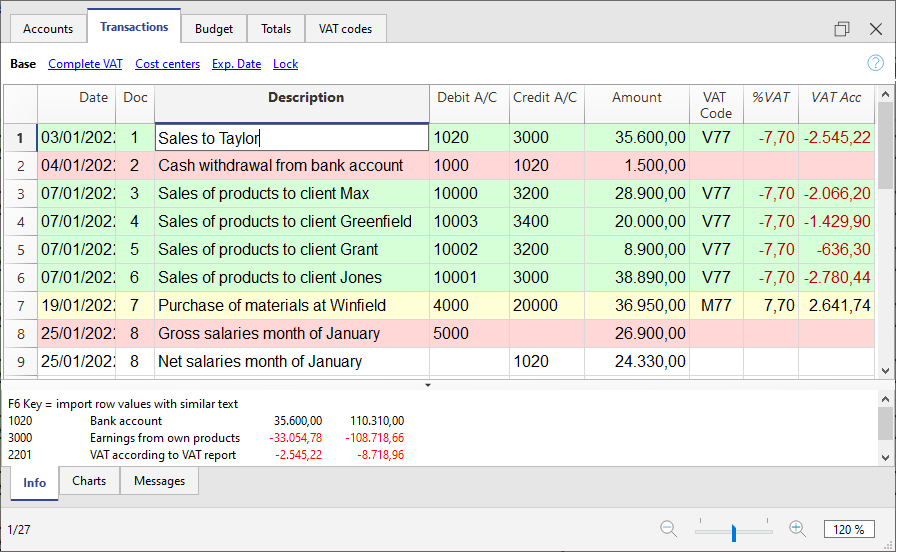 Accounts Transactions Budget Totals VAT codes
Base Complete VAT Cost centers Exp. Date Lock ?
Date Doc Description Debit A/C Credit A/C Amount VAT Code %VAT VAT Acc
1 03/01/202 1 Sales to Taylor 1020 3000 35.600,00 V77 -7,70 -2.545,22
2 04/01/202 2 Cash withdrawal from bank account 1000 1020 1.500,00
3 07/01/202 3 Sales of products to client Max 10000 3200 28.900,00 V77 -7,70 -2.066,20
4 07/01/202 4 Sales of products to client Greenfield 10003 3400 20.000,00 V77 -7,70 -1.429,90
5 07/01/202 5 Sales of products to client Grant 10002 3200 8.900,00 V77 -7,70 -636,30
6 07/01/202 6 Sales of products to client Jones 10001 3000 38.890,00 V77 -7,70 -2.780,44
7 19/01/202 7 Purchase of materials at Winfield 4000 20000 36.950,00 M77 7,70 2.641,74
8 25/01/202 8 Gross salaries month of January 5000 26.900,00
9 25/01/202 8 Net salaries month of January 1020 24.330,00
F6 Key = import row values with similar text
1020 Bank account 35.600,00 110.310,00
3000 Earnings from own products -33.054,78 -108.718,66
2201 VAT according to VAT report -2.545,22 -8.718,96
Info Charts Messages
1/27 120 %